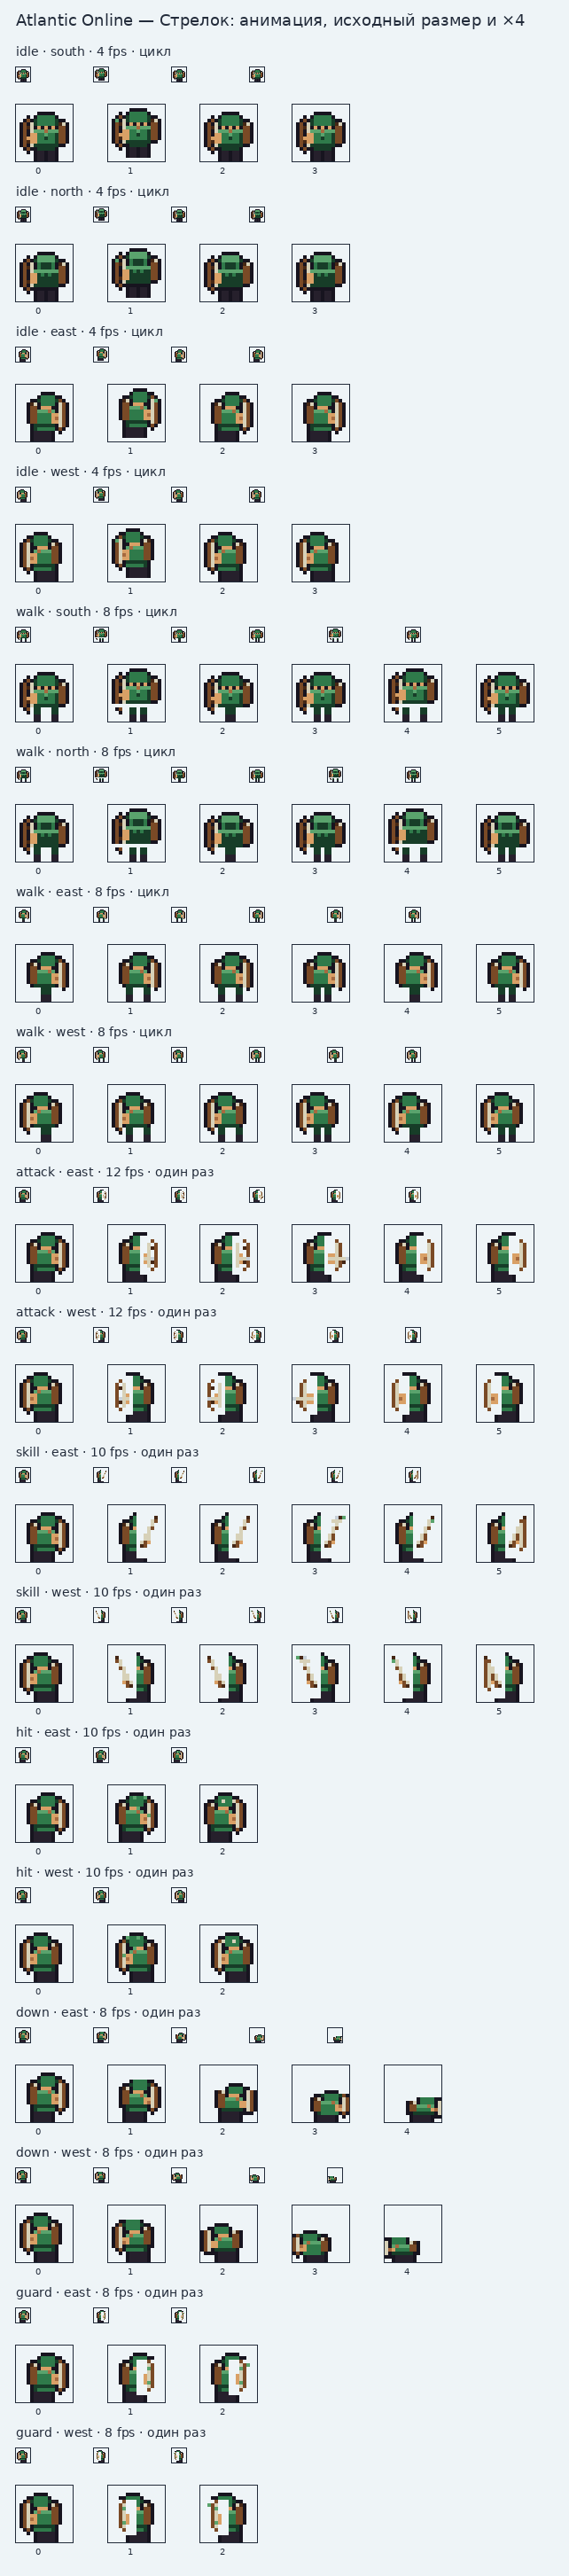 Atlantic Online — Стрелок: анимация, исходный размер и ×4
idle · south · 4 fps · цикл
0 1 2 3
idle · north · 4 fps · цикл
0 1 2 3
idle · east · 4 fps · цикл
0 1 2 3
idle · west · 4 fps · цикл
0 1 2 3
walk · south · 8 fps · цикл
0 1 2 3 4 5
walk · north · 8 fps · цикл
0 1 2 3 4 5
walk · east · 8 fps · цикл
0 1 2 3 4 5
walk · west · 8 fps · цикл
0 1 2 3 4 5
attack · east · 12 fps · один раз
0 1 2 3 4 5
attack · west · 12 fps · один раз
0 1 2 3 4 5
skill · east · 10 fps · один раз
0 1 2 3 4 5
skill · west · 10 fps · один раз
0 1 2 3 4 5
hit · east · 10 fps · один раз
0 1 2
hit · west · 10 fps · один раз
0 1 2
down · east · 8 fps · один раз
0 1 2 3 4
down · west · 8 fps · один раз
0 1 2 3 4
guard · east · 8 fps · один раз
0 1 2
guard · west · 8 fps · один раз
0 1 2